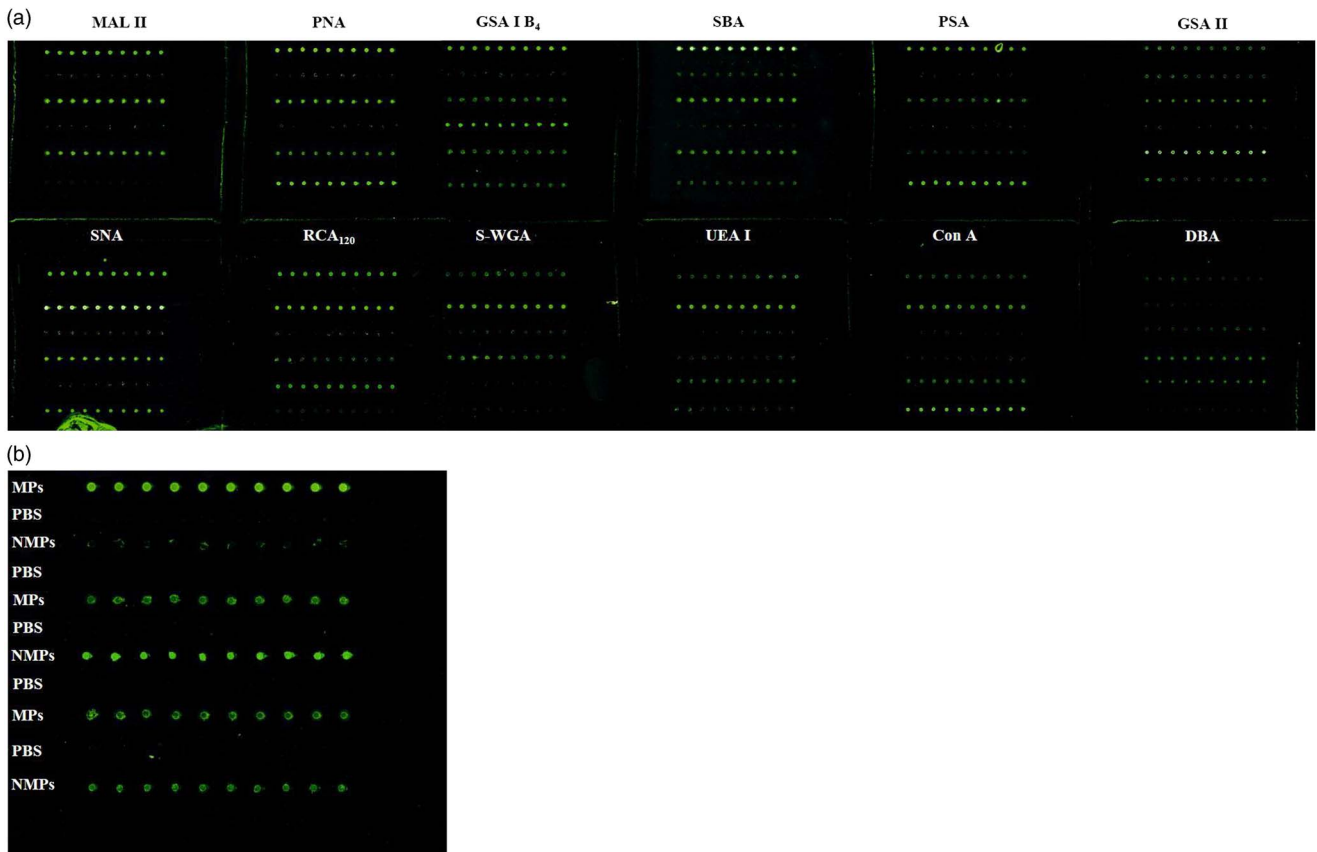 (a)
MAL II PNA GSA I B₄ SBA PSA GSA II
SNA RCA₁₂₀ S-WGA UEA I Con A DBA
(b)
MPs
PBS
NMPs
PBS
MPs
PBS
NMPs
PBS
MPs
PBS
NMPs